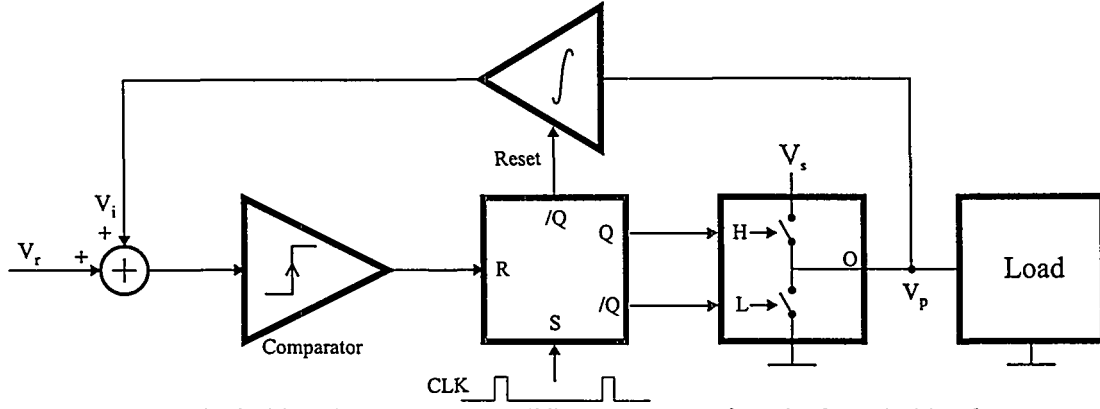 ∫
Reset
V_s
V_i
+
V_r
+
+
Comparator
/Q
Q
R
/Q
S
H
L
O
V_p
Load
CLK